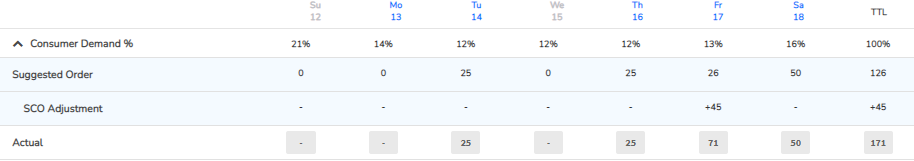 Su Mo Tu We Th Fr Sa TTL
12 13 14 15 16 17 18
Consumer Demand % 21% 14% 12% 12% 12% 13% 16% 100%
Suggested Order 0 0 25 0 25 26 50 126
SCO Adjustment - - - - - +45 - +45
Actual - - 25 - 25 71 50 171